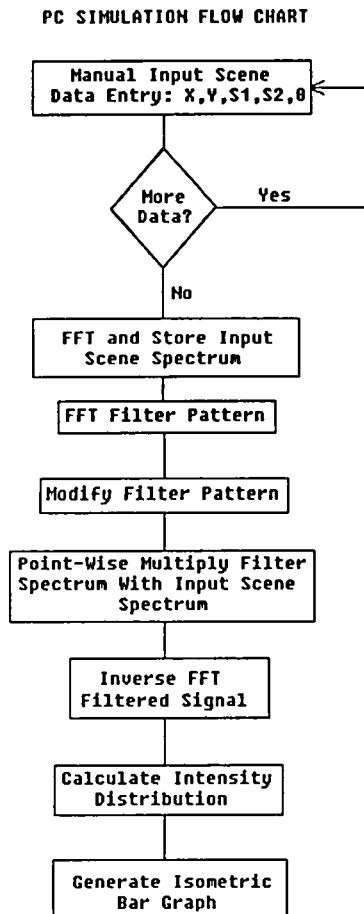 PC SIMULATION FLOW CHART
Manual Input Scene
Data Entry: X,Y,S1,S2,θ
More
Data?
Yes
No
FFT and Store Input
Scene Spectrum
FFT Filter Pattern
Modify Filter Pattern
Point-Wise Multiply Filter
Spectrum With Input Scene
Spectrum
Inverse FFT
Filtered Signal
Calculate Intensity
Distribution
Generate Isometric
Bar Graph